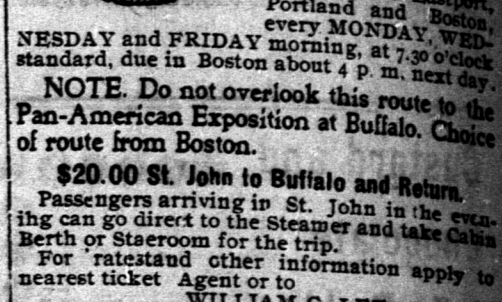 Portland and Boston,
every MONDAY, WED-
NESDAY and FRIDAY morning, at 7.30 o'clock
standard, due in Boston about 4 p. m. next day.
NOTE. Do not overlook this route to the
Pan-American Exposition at Buffalo. Choice
of route from Boston.
$20.00 St. John to Buffalo and Return.
Passengers arriving in St. John in the even-
ihg can go direct to the Steamer and take Cabin
Berth or Staeroom for the trip.
For ratestand other information apply to
nearest ticket Agent or to
WILLIAM G. LEE